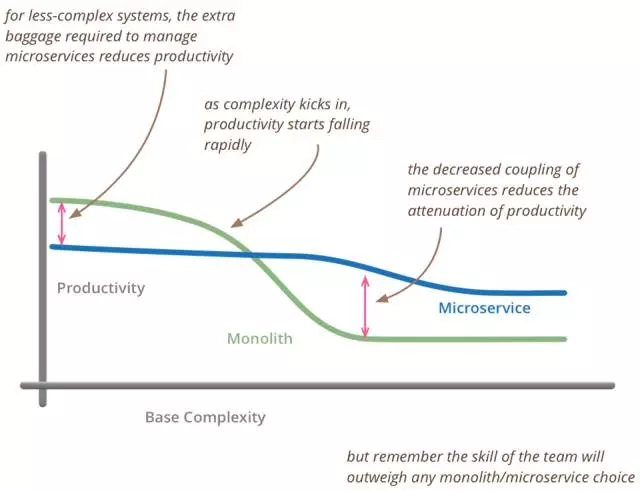 for less-complex systems, the extra
baggage required to manage
microservices reduces productivity
as complexity kicks in,
productivity starts falling
rapidly
the decreased coupling of
microservices reduces the
attenuation of productivity
Productivity
Microservice
Monolith
Base Complexity
but remember the skill of the team will
outweigh any monolith/microservice choice